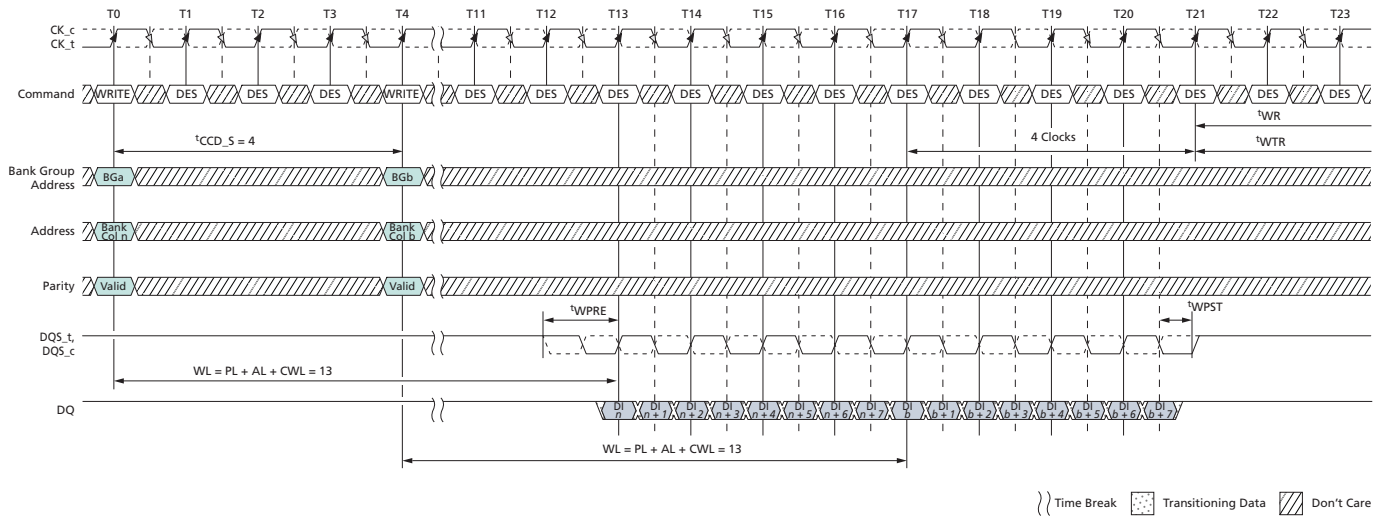 T0 T1 T2 T3 T4 T11 T12 T13 T14 T15 T16 T17 T18 T19 T20 T21 T22 T23
CK_c
CK_t
Command WRITE DES DES DES WRITE DES DES DES DES DES DES DES DES DES DES DES DES DES
tWR
tCCD_S = 4 4 Clocks tWTR
Bank Group
Address BGa BGb
Address Bank
Col n Bank
Col b
Parity Valid Valid
tWPRE tWPST
DQS_t,
DQS_c
WL = PL + AL + CWL = 13
DQ DI
n DI
n + 1 DI
n + 2 DI
n + 3 DI
n + 4 DI
n + 5 DI
n + 6 DI
n + 7 DI
b DI
b + 1 DI
b + 2 DI
b + 3 DI
b + 4 DI
b + 5 DI
b + 6 DI
b + 7
WL = PL + AL + CWL = 13
Time Break Transitioning Data Don't Care